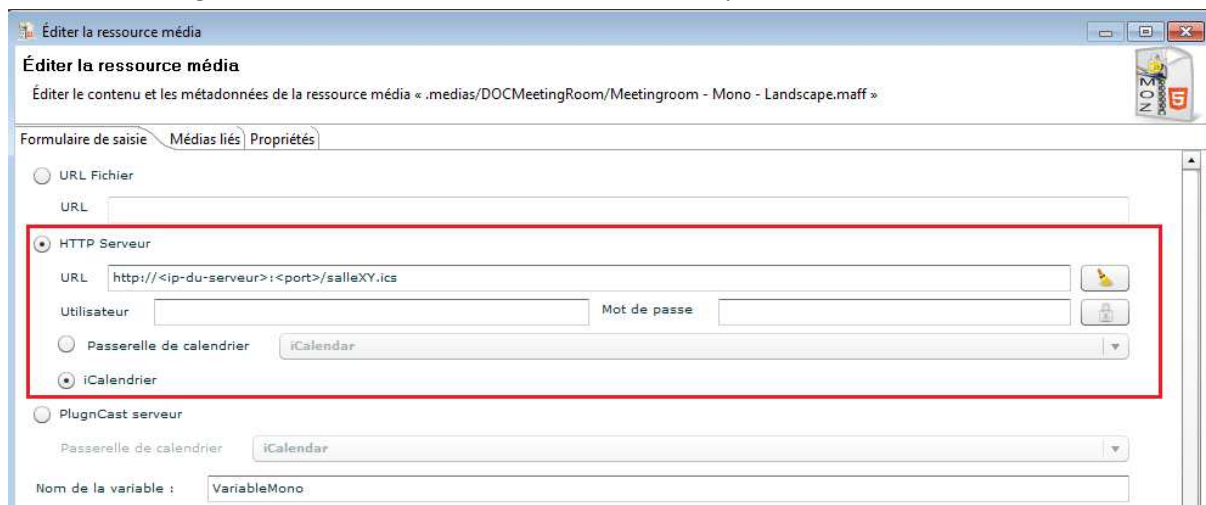 Éditer la ressource média
Éditer la ressource média
Éditer le contenu et les métadonnées de la ressource média « .medias/DOCMeetingRoom/Meetingroom - Mono - Landscape.maff »
MONO
5
Formulaire de saisie Médias liés Propriétés
URL Fichier
URL
HTTP Serveur
URL http://<ip-du-serveur>:<port>/salleXY.ics
Utilisateur Mot de passe
Passerelle de calendrier iCalendar
iCalendrier
PlugnCast serveur
Passerelle de calendrier iCalendar
Nom de la variable : VariableMono